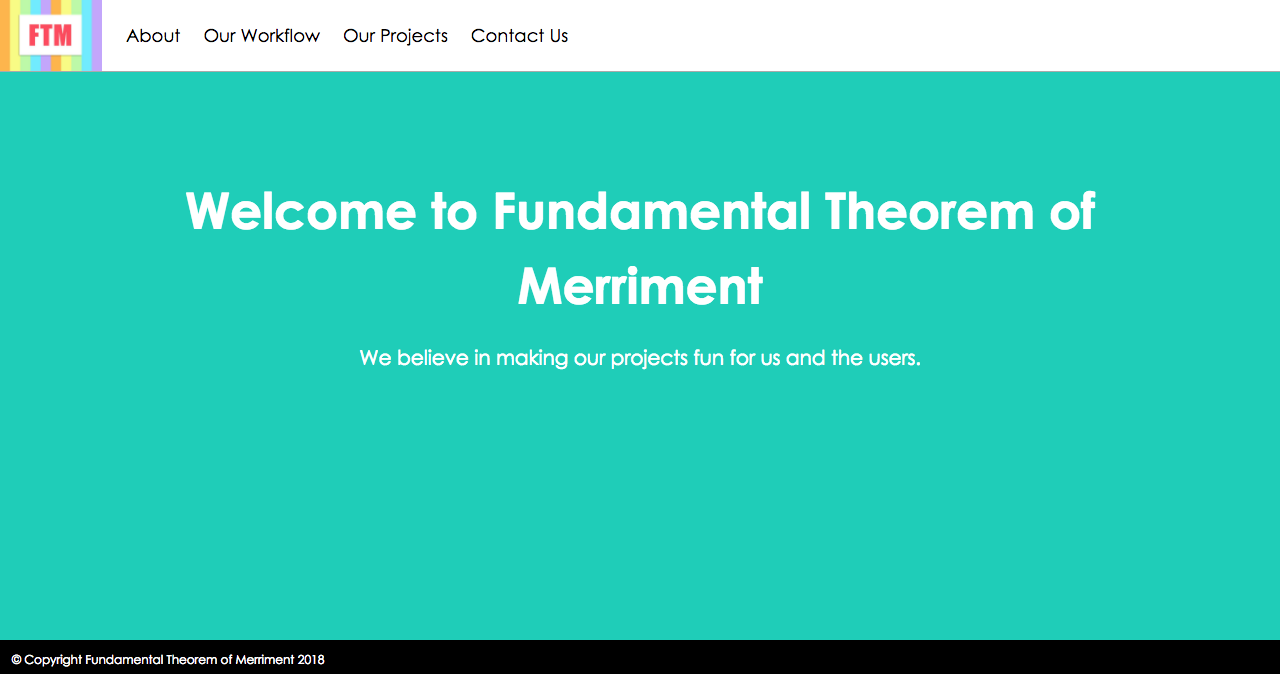 FTM
About Our Workflow Our Projects Contact Us
Welcome to Fundamental Theorem of
Merriment
We believe in making our projects fun for us and the users.
© Copyright Fundamental Theorem of Merriment 2018